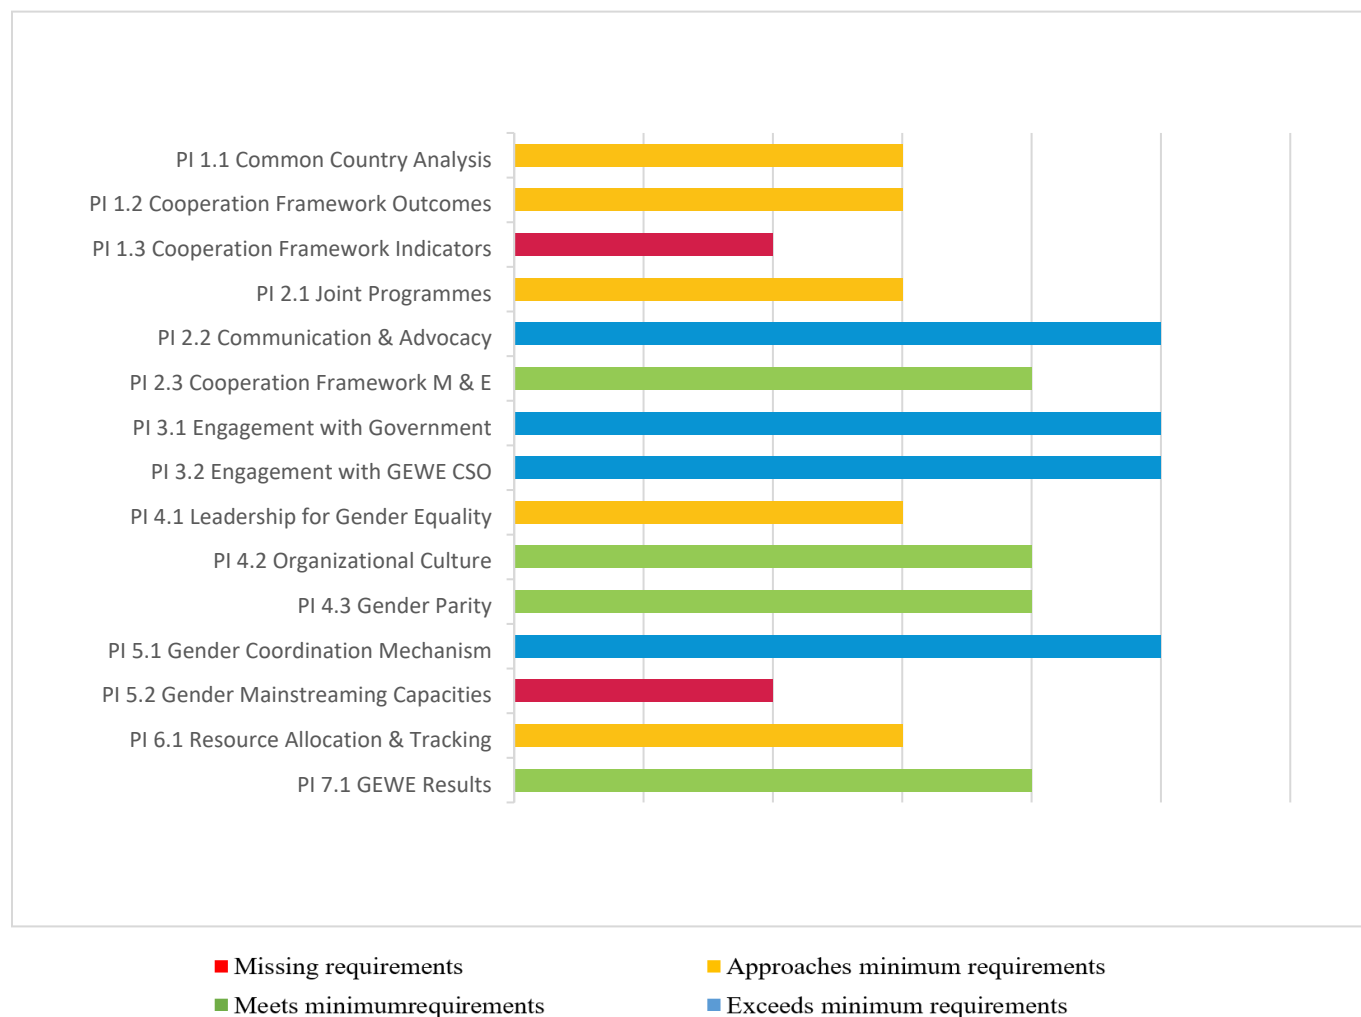 PI 1.1 Common Country Analysis
PI 1.2 Cooperation Framework Outcomes
PI 1.3 Cooperation Framework Indicators
PI 2.1 Joint Programmes
PI 2.2 Communication & Advocacy
PI 2.3 Cooperation Framework M & E
PI 3.1 Engagement with Government
PI 3.2 Engagement with GEWE CSO
PI 4.1 Leadership for Gender Equality
PI 4.2 Organizational Culture
PI 4.3 Gender Parity
PI 5.1 Gender Coordination Mechanism
PI 5.2 Gender Mainstreaming Capacities
PI 6.1 Resource Allocation & Tracking
PI 7.1 GEWE Results
Missing requirements
Approaches minimum requirements
Meets minimumrequirements
Exceeds minimum requirements